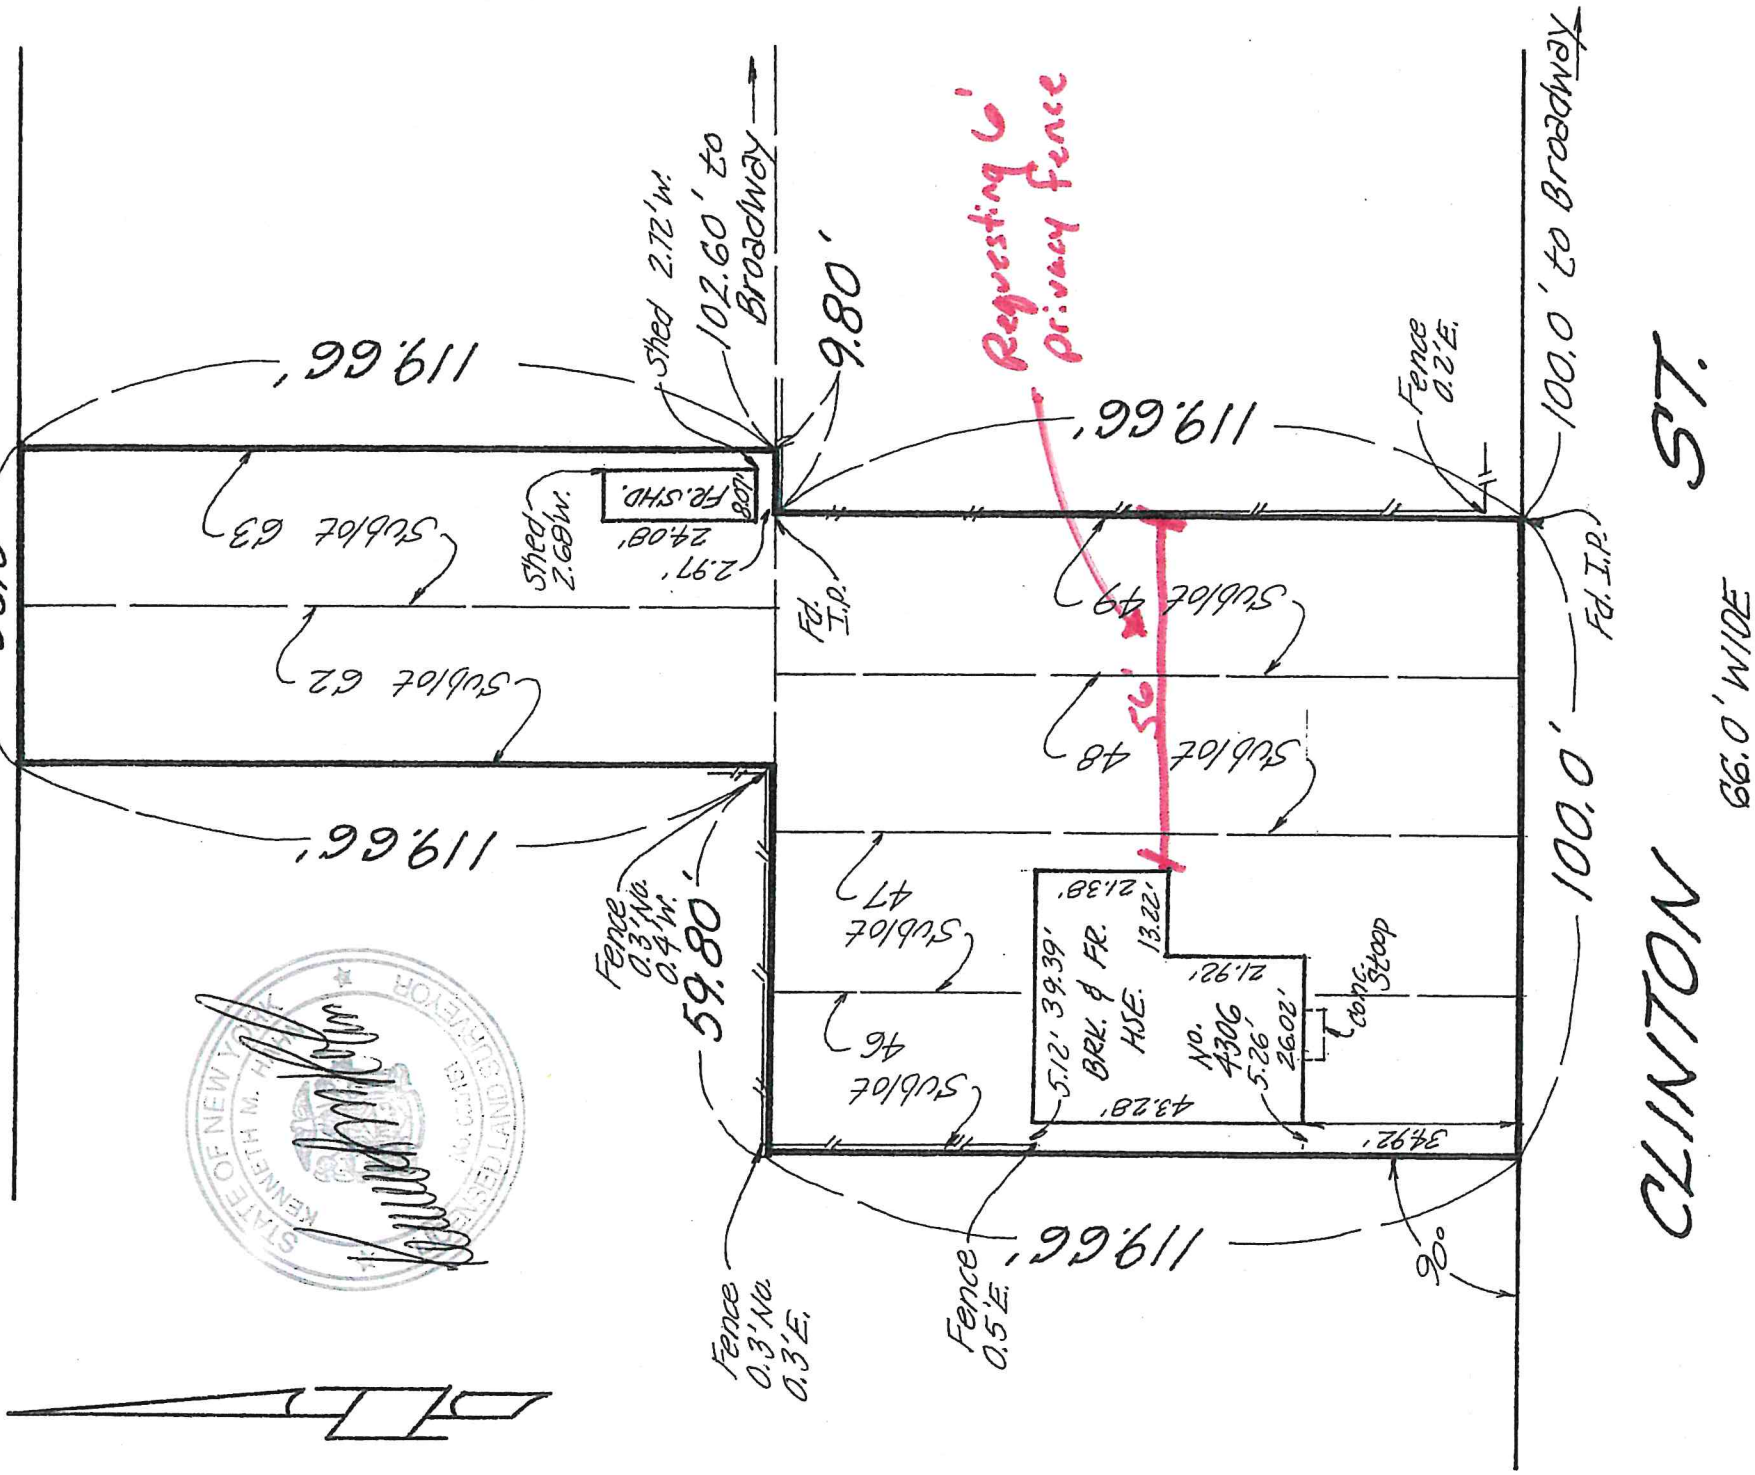 119.66'
119.66'
Sublot 63
Sublot 62
Shed
2.68'W.
FR. SHD.
8.07'
24.08'
2.97'
Shed 2.72'W.
102.60' to
Broadway
9.80'
Fd.
I.P.
Requesting 6'
privacy fence
STATE OF NEW YORK
KENNETH M.
LICENSED LAND SURVEYOR
Fence
0.3'No.
0.4'W.
59.80'
Sublot 46
Sublot 47
Sublot 48
Sublot 49
56'
119.66'
119.66'
5.12'
39.39'
21.38'
BRK. & FR.
HSE.
13.22'
21.92'
No.
4306
5.26'
26.02'
43.28'
Conc.
Stoop
34.92'
Fence
0.3'No.
0.3'E.
Fence
0.5'E.
Fence
0.2'E.
90°
Fd. I.P.
100.0'
100.0' to Broadway
CLINTON ST.
66.0' WIDE